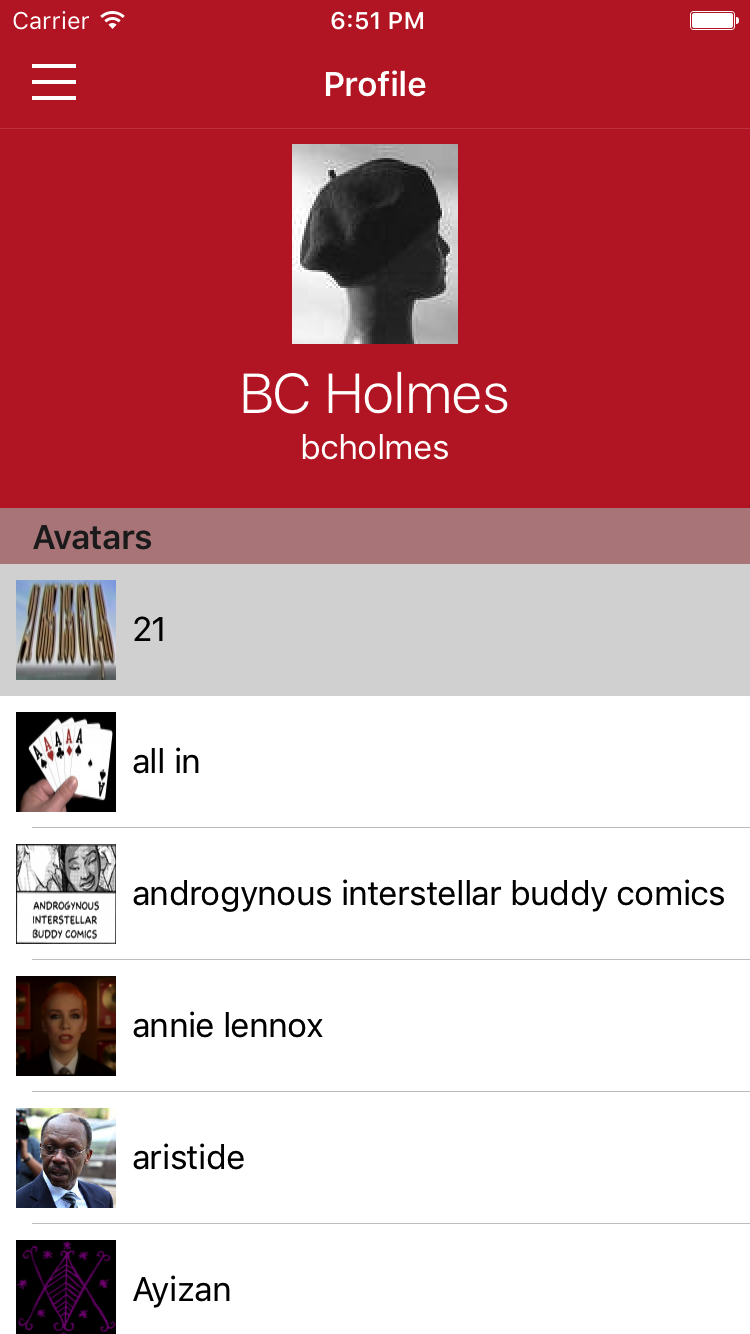 Carrier 6:51 PM
Profile
BC Holmes
bcholmes
Avatars
21
all in
ANDROGYNOUS
INTERSTELLAR
BUDDY COMICS
androgynous interstellar buddy comics
annie lennox
aristide
Ayizan